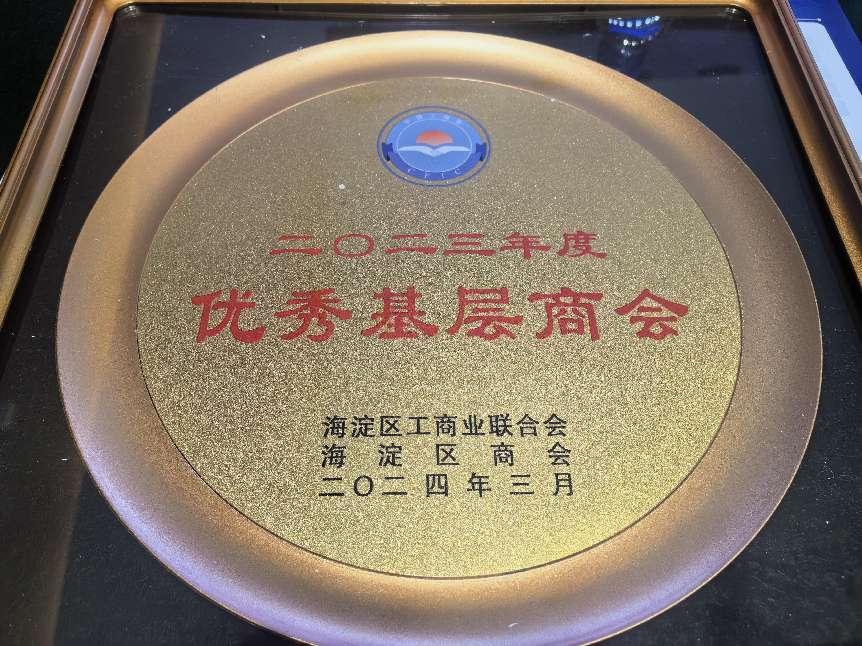 二〇二三年度
优秀基层商会
海淀区工商业联合会
海淀区商会
二〇二四年三月